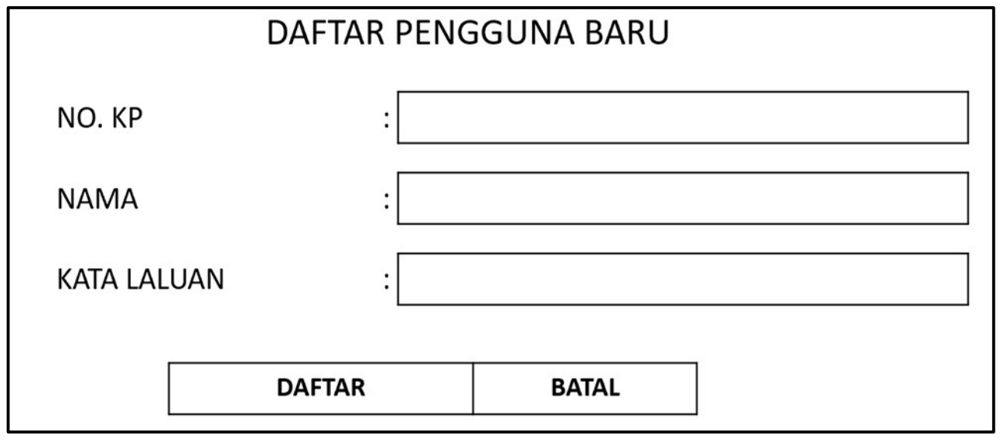 DAFTAR PENGGUNA BARU
NO. KP :
NAMA :
KATA LALUAN :
DAFTAR BATAL